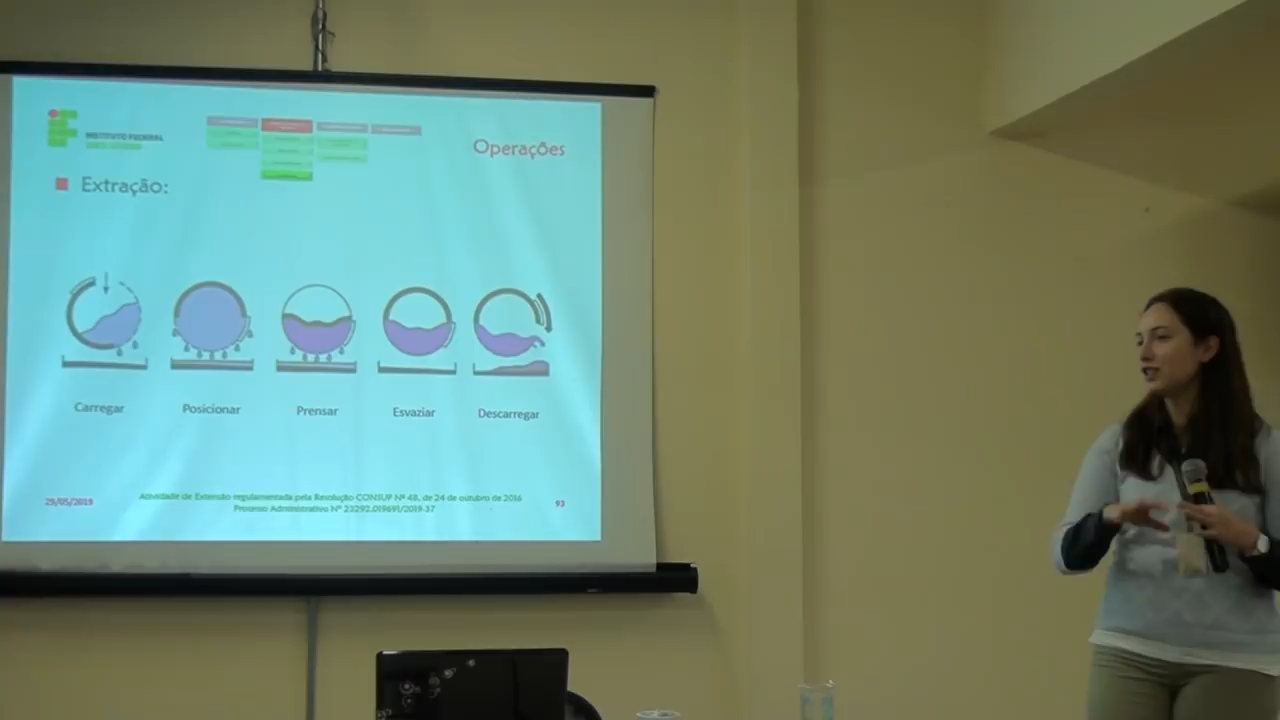 INSTITUTO FEDERAL
Operações
Extração:
Carregar
Posicionar
Prensar
Esvaziar
Descarregar
29/05/2019
Atividade de Extensão regulamentada pela Resolução CONSUP Nº 48, de 24 de outubro de 2016
Processo Administrativo Nº 23292.019691/2019-37
93